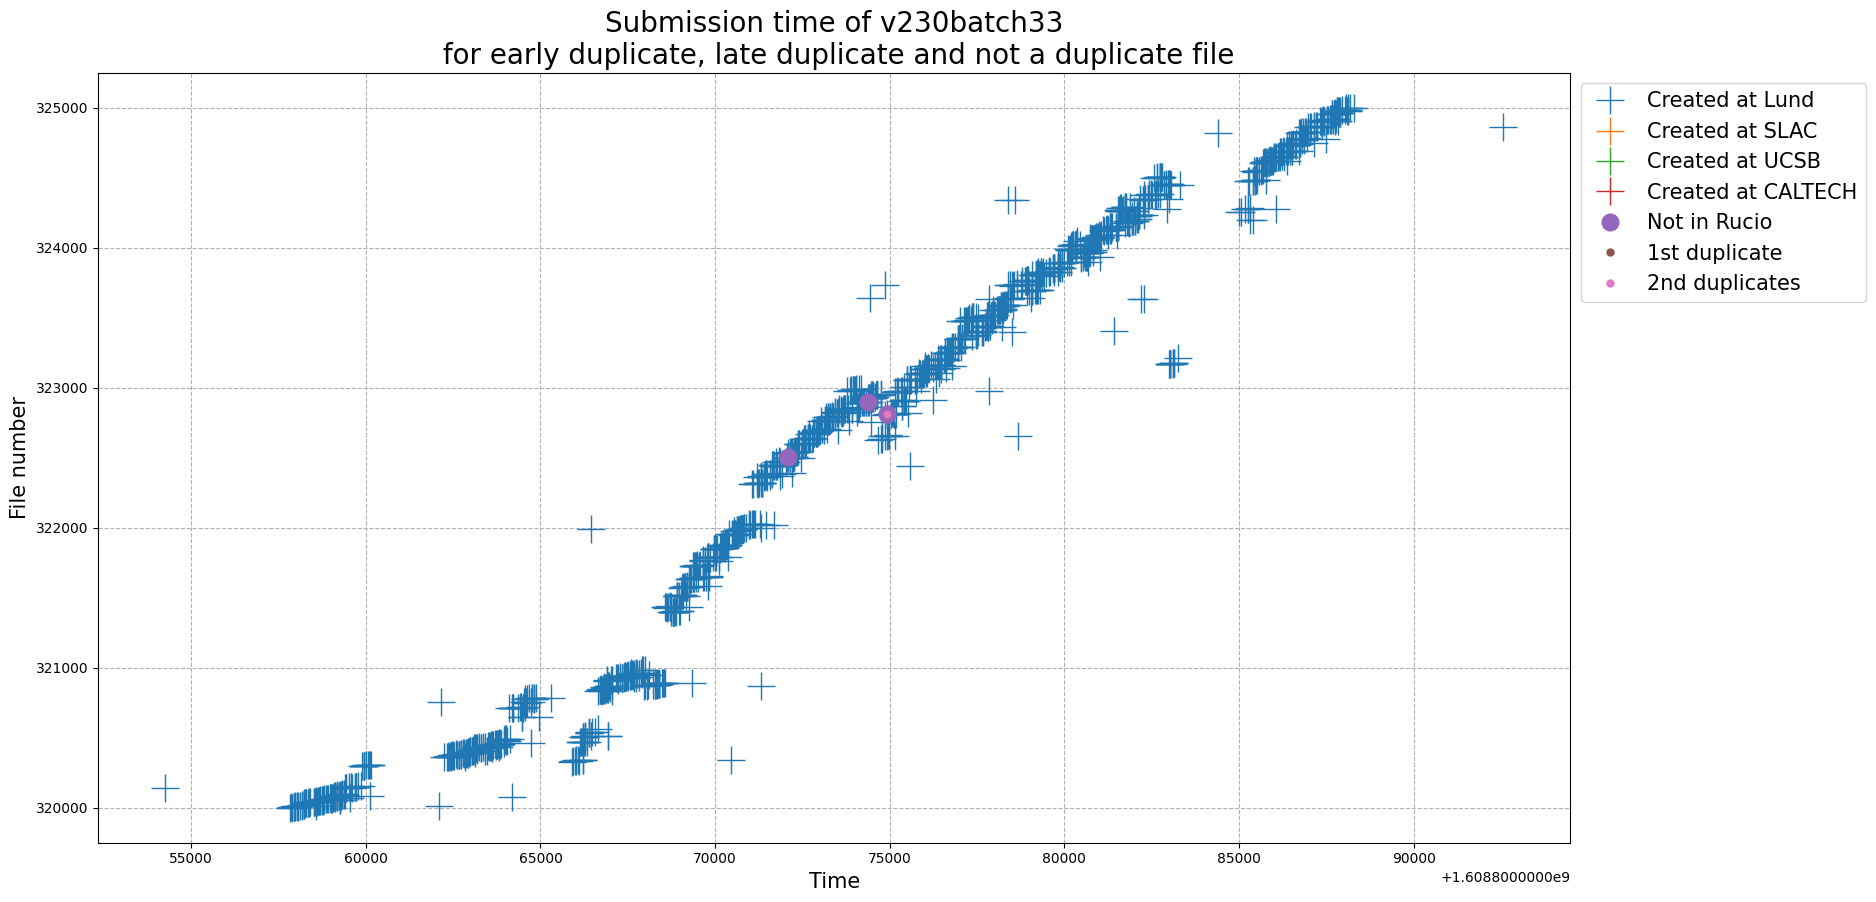 Submission time of v230batch33
for early duplicate, late duplicate and not a duplicate file
325000
324000
323000
322000
321000
320000
File number
55000
60000
65000
70000
75000
80000
85000
90000
Time
+1.6088000000e9
Created at Lund
Created at SLAC
Created at UCSB
Created at CALTECH
Not in Rucio
1st duplicate
2nd duplicates